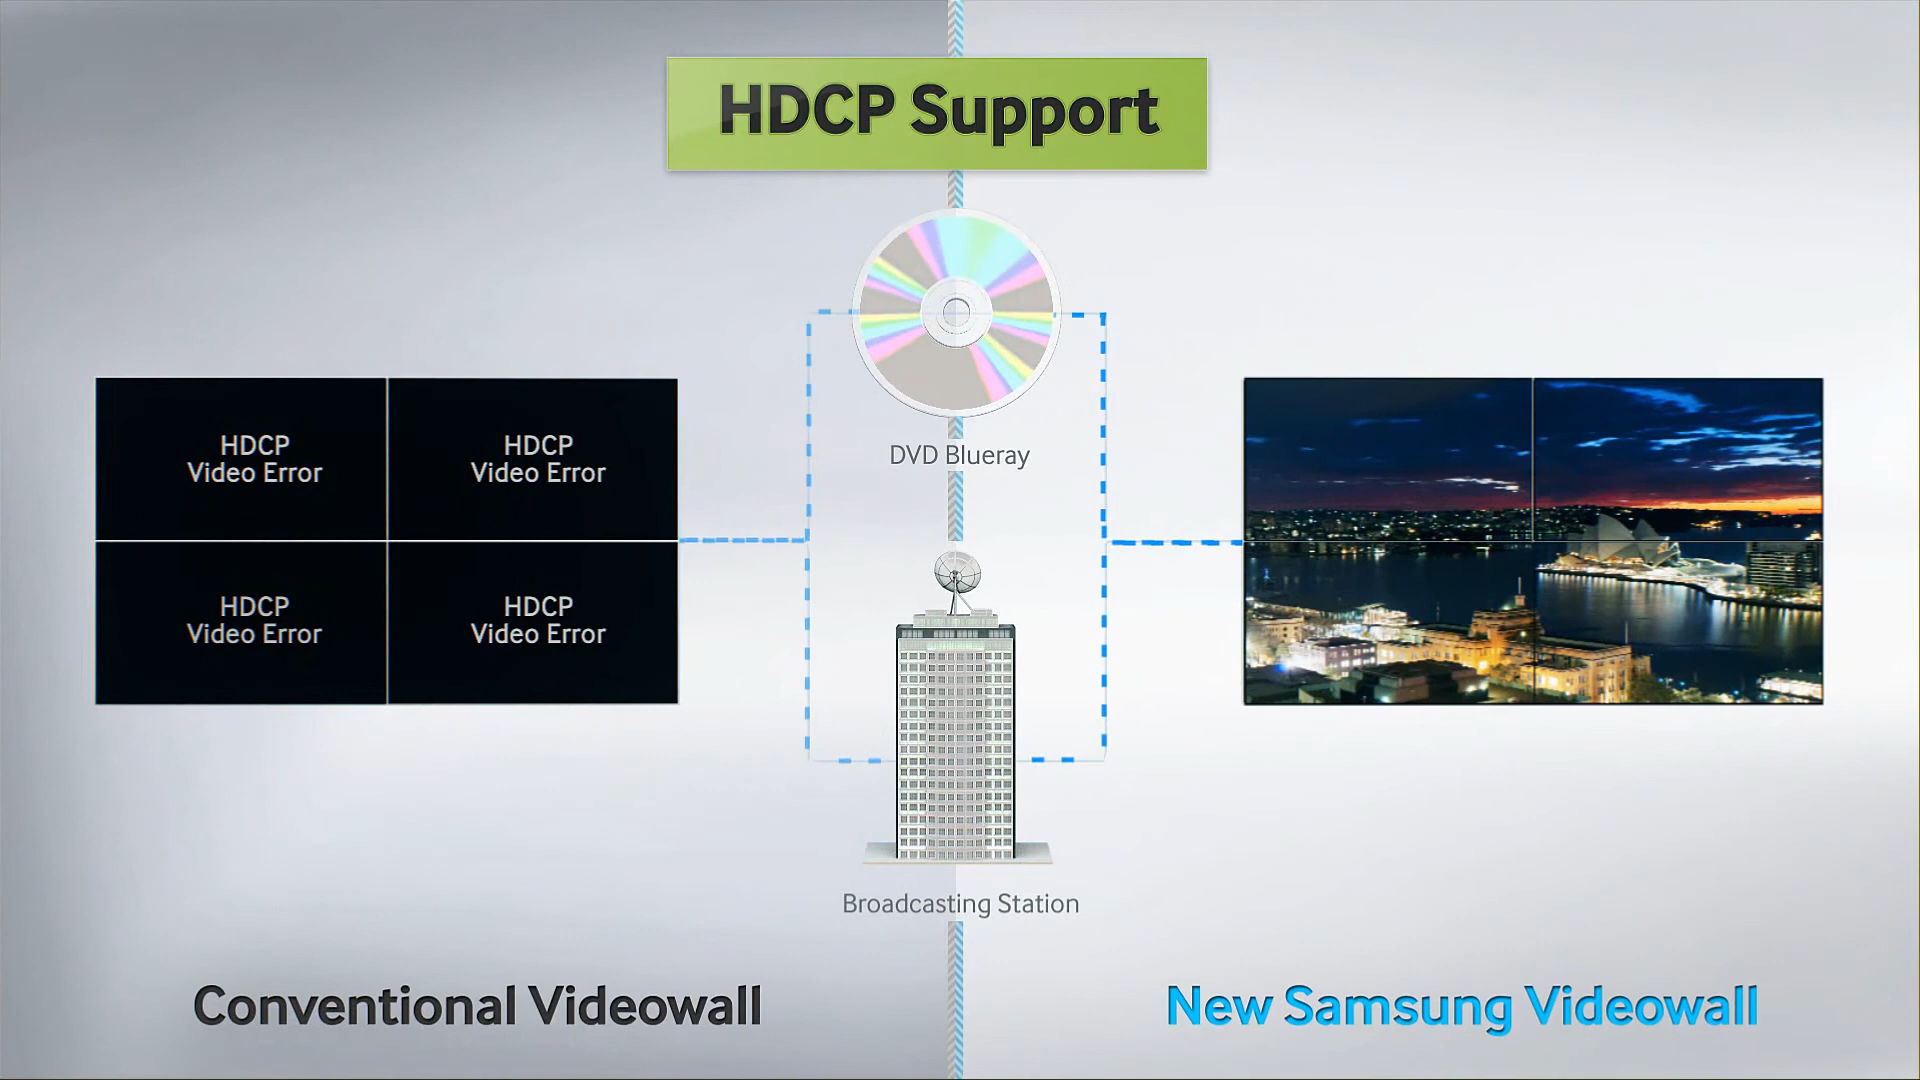 HDCP Support
HDCP
Video Error
HDCP
Video Error
HDCP
Video Error
HDCP
Video Error
DVD Blueray
Broadcasting Station
Conventional Videowall
New Samsung Videowall